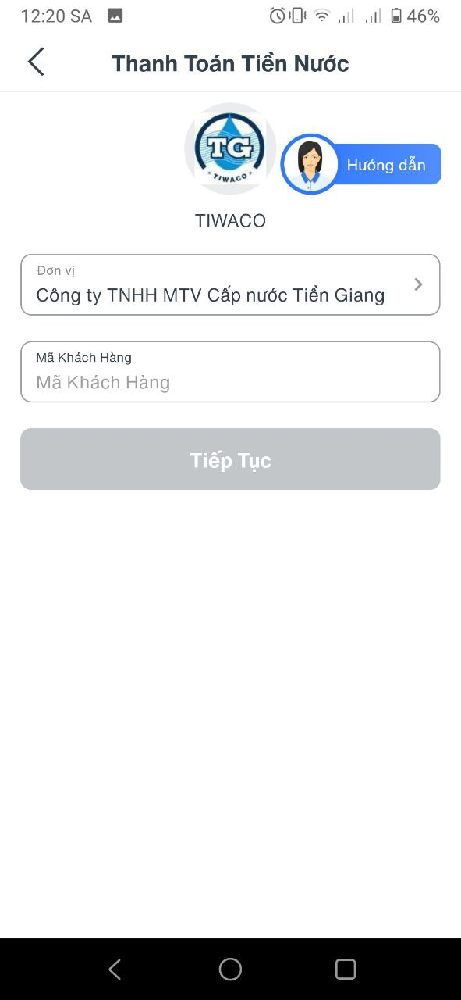 12:20 SA 46%
Thanh Toán Tiền Nước
TG
TIWACO
Hướng dẫn
TIWACO
Đơn vị
Công ty TNHH MTV Cấp nước Tiền Giang
Mã Khách Hàng
Mã Khách Hàng
Tiếp Tục